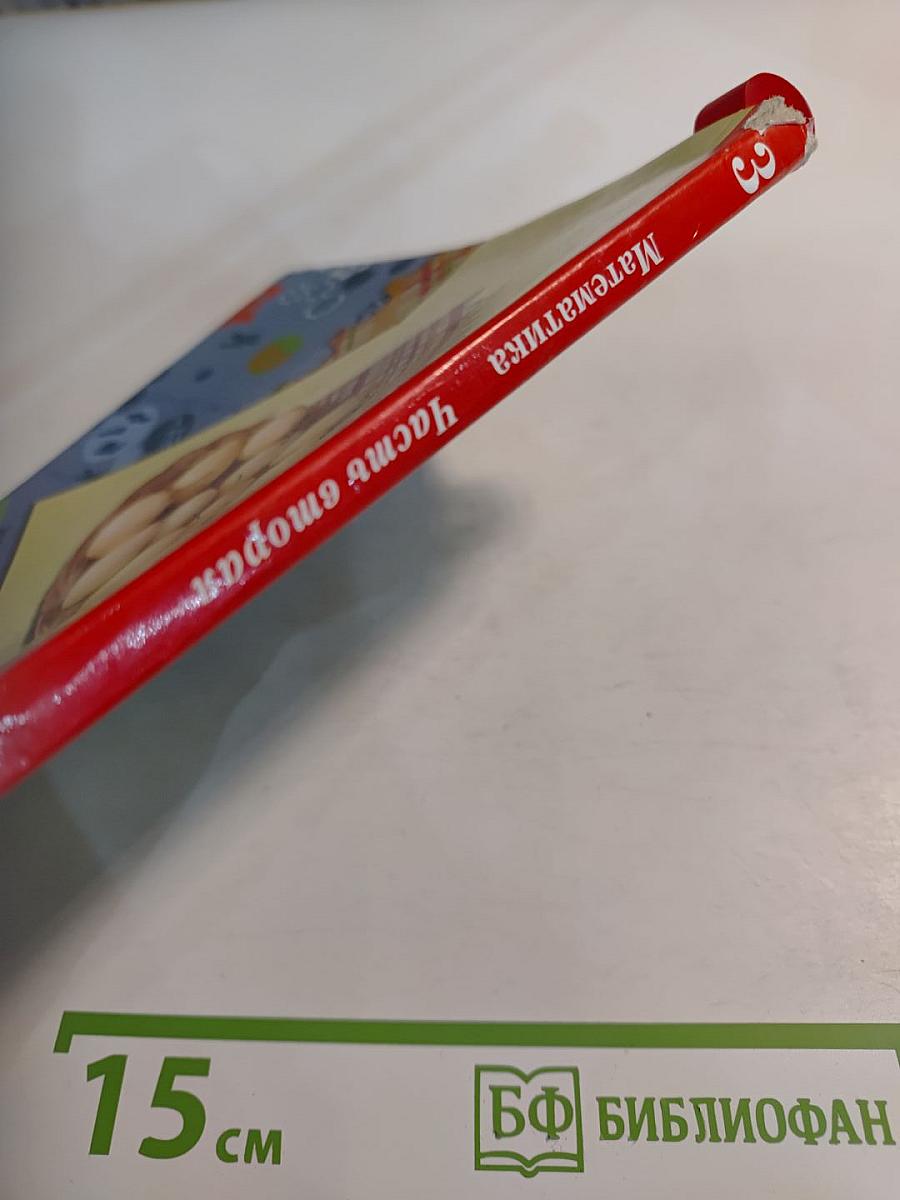 3 Математика Часть вторая
15 см
БФ БИБЛИОФАН